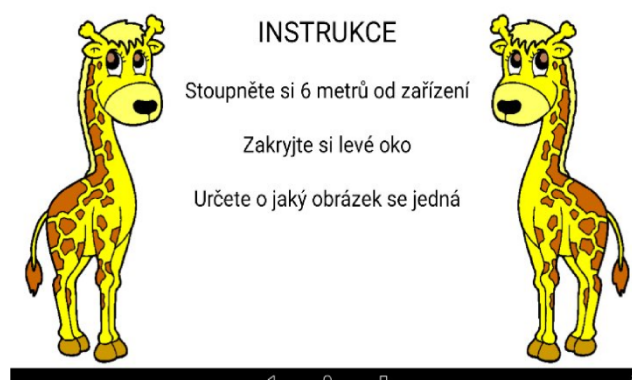 INSTRUKCE
Stoupněte si 6 metrů od zařízení
Zakryjte si levé oko
Určete o jaký obrázek se jedná